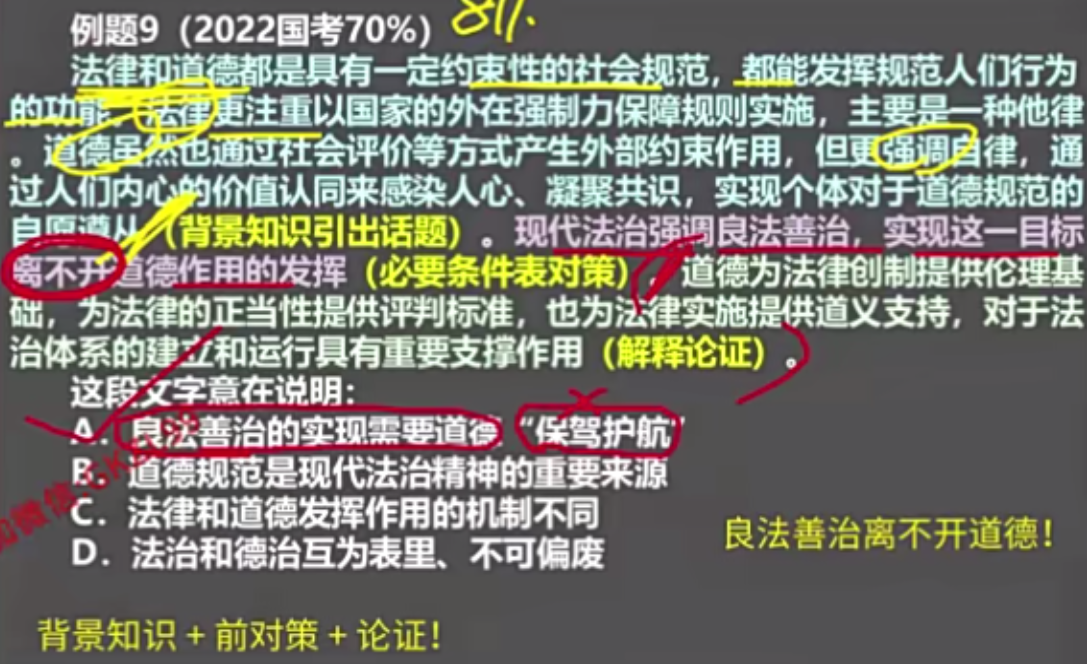 例题9（2022国考70%）
法律和道德都是具有一定约束性的社会规范，都能发挥规范人们行为
的功能，法律更注重以国家的外在强制力保障规则实施，主要是一种他律
。道德虽然也通过社会评价等方式产生外部约束作用，但更强调自律，通
过人们内心的价值认同来感染人心、凝聚共识，实现个体对于道德规范的
自愿遵从（背景知识引出话题）。现代法治强调良法善治，实现这一目标
离不开道德作用的发挥（必要条件表对策）。道德为法律创制提供伦理基
础，为法律的正当性提供评判标准，也为法律实施提供道义支持，对于法
治体系的建立和运行具有重要支撑作用（解释论证）。
这段文字意在说明：
A．良法善治的实现需要道德“保驾护航”
B．道德规范是现代法治精神的重要来源
C．法律和道德发挥作用的机制不同
D．法治和德治互为表里、不可偏废
良法善治离不开道德！
背景知识+前对策+论证！